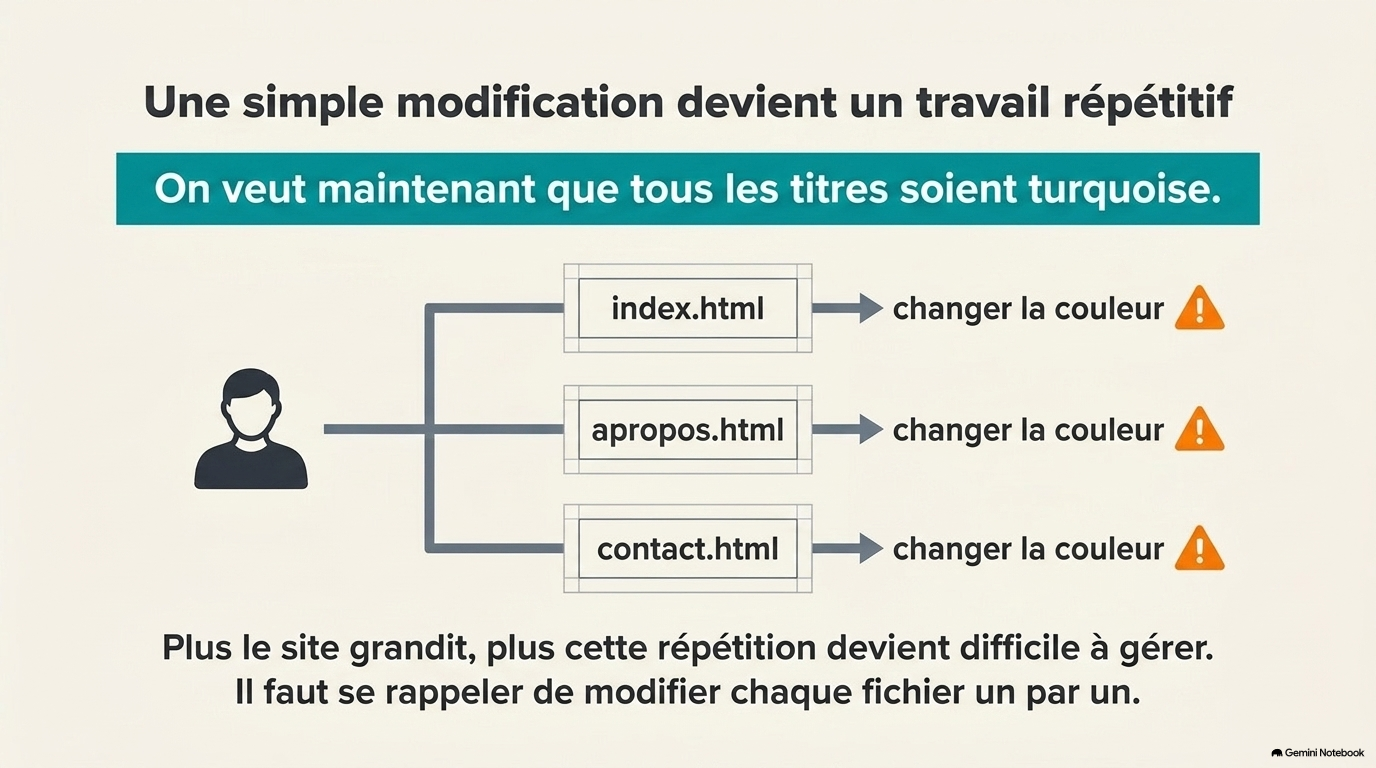 Une simple modification devient un travail répétitif
On veut maintenant que tous les titres soient turquoise.
index.html
changer la couleur
apropos.html
changer la couleur
contact.html
changer la couleur
Plus le site grandit, plus cette répétition devient difficile à gérer.
Il faut se rappeler de modifier chaque fichier un par un.
Gemini Notebook